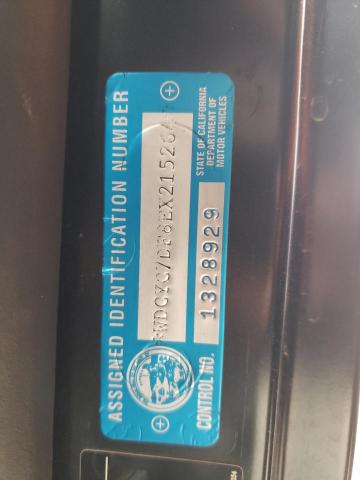 ASSIGNED IDENTIFICATION NUMBER
STATE OF CALIFORNIA
DEPARTMENT OF
MOTOR VEHICLES
CONTROL NO.
1328929